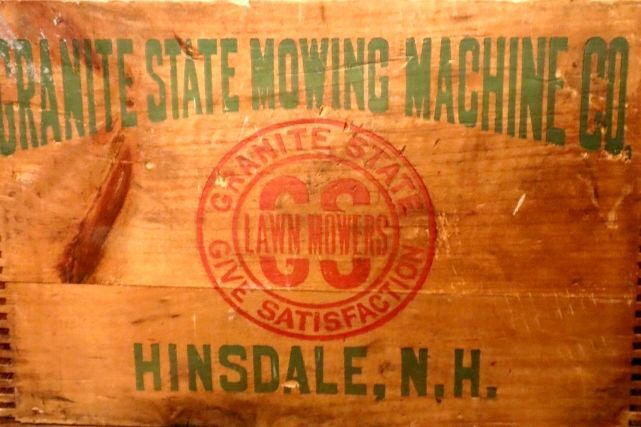 GRANITE STATE MOWING MACHINE CO.
GRANITE STATE
GS
LAWN MOWERS
GIVE SATISFACTION
HINSDALE, N.H.